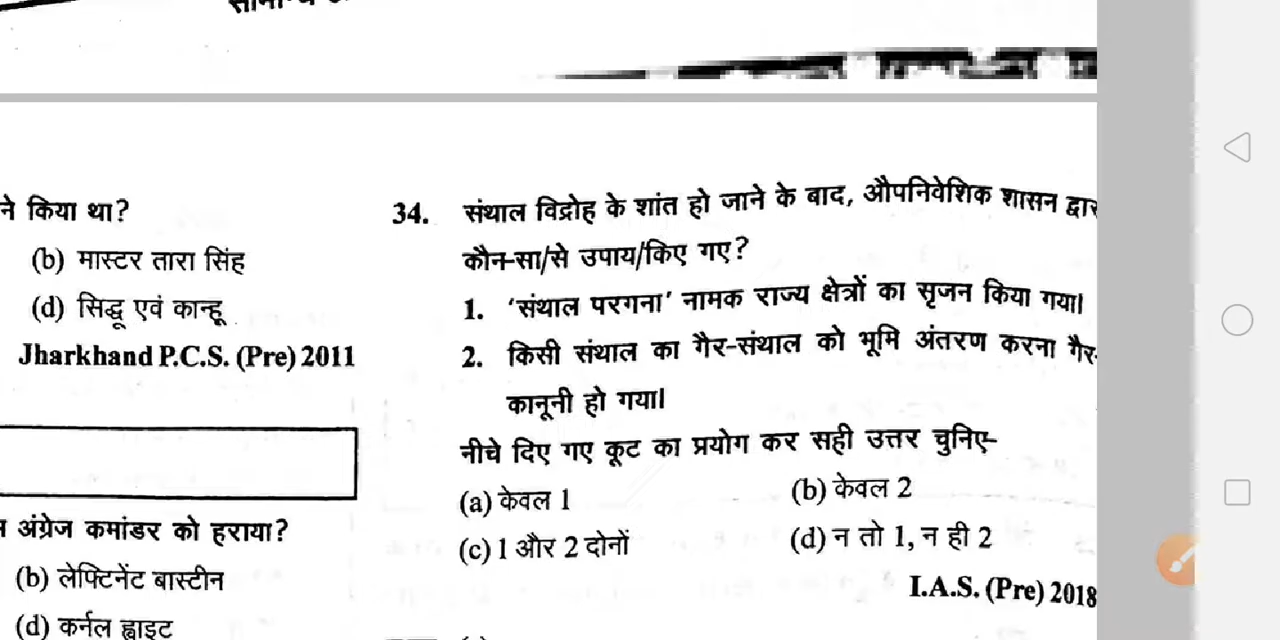 ने किया था?
(b) मास्टर तारा सिंह
(d) सिद्धू एवं कान्हू
Jharkhand P.C.S. (Pre) 2011
अंग्रेज कमांडर को हराया?
(b) लेफ्टिनेंट बास्टीन
(d) कर्नल ह्वाइट
34. संथाल विद्रोह के शांत हो जाने के बाद, औपनिवेशिक शासन
कौन-सा/से उपाय/किए गए?
1. 'संथाल परगना' नामक राज्य क्षेत्रों का सृजन किया गया।
2. किसी संथाल का गैर-संथाल को भूमि अंतरण करना गैर-
कानूनी हो गया।
नीचे दिए गए कूट का प्रयोग कर सही उत्तर चुनिए-
(a) केवल 1 (b) केवल 2
(c) 1 और 2 दोनों (d) न तो 1, न ही 2
I.A.S. (Pre) 2018